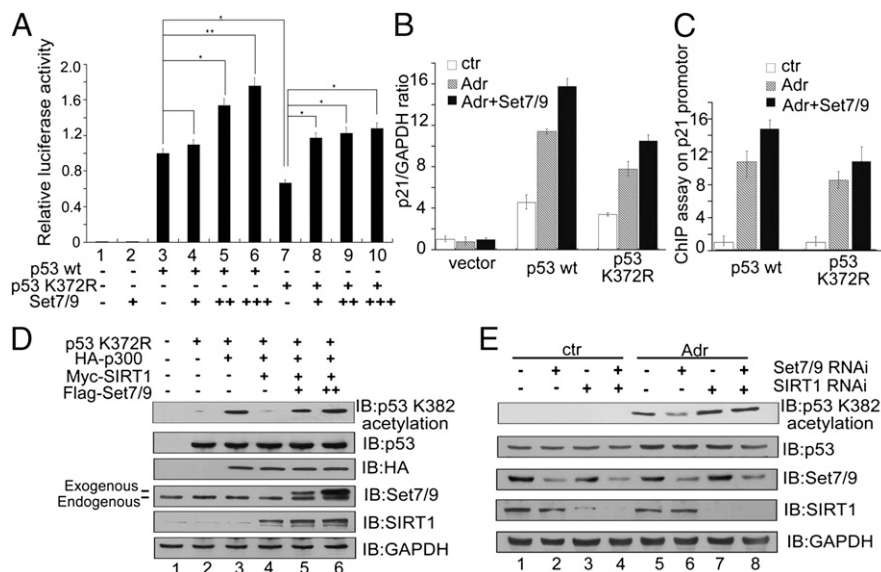 A
Relative luciferase activity
2.0
1.6
1.2
0.8
0.4
0
*
**
*
*
*
*
1 2 3 4 5 6 7 8 9 10
p53 wt - - + + + + - - - -
p53 K372R - - - - - - + + + +
Set7/9 - + - + ++ +++ - + ++ +++
B
ctr
Adr
Adr+Set7/9
p21/GAPDH ratio
16
12
8
4
0
vector
p53 wt
p53
K372R
C
ctr
Adr
Adr+Set7/9
ChIP assay on p21 promotor
20
16
12
8
4
0
p53 wt
p53
K372R
D
p53 K372R - + + + + +
HA-p300 - - + + + +
Myc-SIRT1 - - - + + +
Flag-Set7/9 - - - - + ++
IB:p53 K382
acetylation
IB:p53
IB:HA
Exogenous
Endogenous
IB:Set7/9
IB:SIRT1
IB:GAPDH
1 2 3 4 5 6
E
ctr
Adr
- + - + - + - + Set7/9 RNAi
- - + + - - + + SIRT1 RNAi
IB:p53 K382
acetylation
IB:p53
IB:Set7/9
IB:SIRT1
IB:GAPDH
1 2 3 4 5 6 7 8